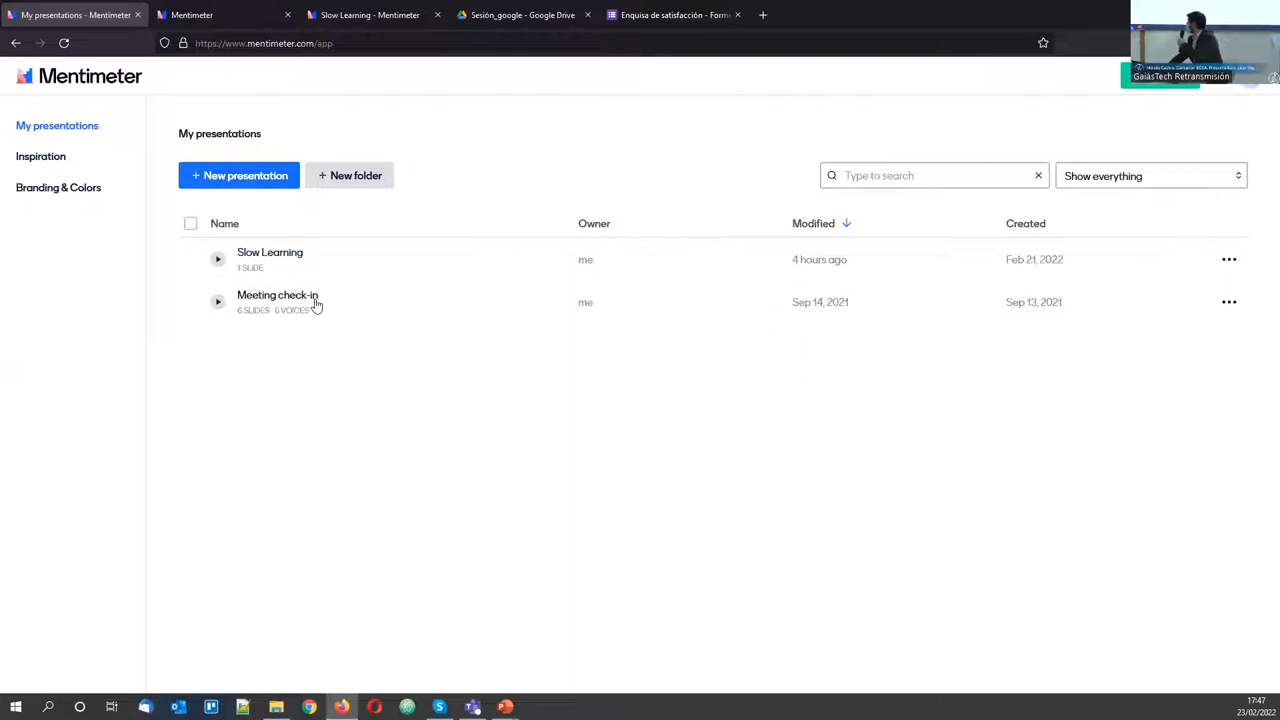 My presentations - Mentimeter
Mentimeter
Slow Learning - Mentimeter
Sesión_google - Google Drive
Enquisa de satisfacción - Form
https://www.mentimeter.com/app
GaiásTech Retransmisión
Mentimeter
My presentations
Inspiration
Branding & Colors
My presentations
+ New presentation
+ New folder
Type to search
Show everything
Name
Owner
Modified
Created
Slow Learning
1 SLIDE
me
4 hours ago
Feb 21, 2022
Meeting check-in
6 SLIDES 6 VOICES
me
Sep 14, 2021
Sep 13, 2021
17:47
23/02/2022